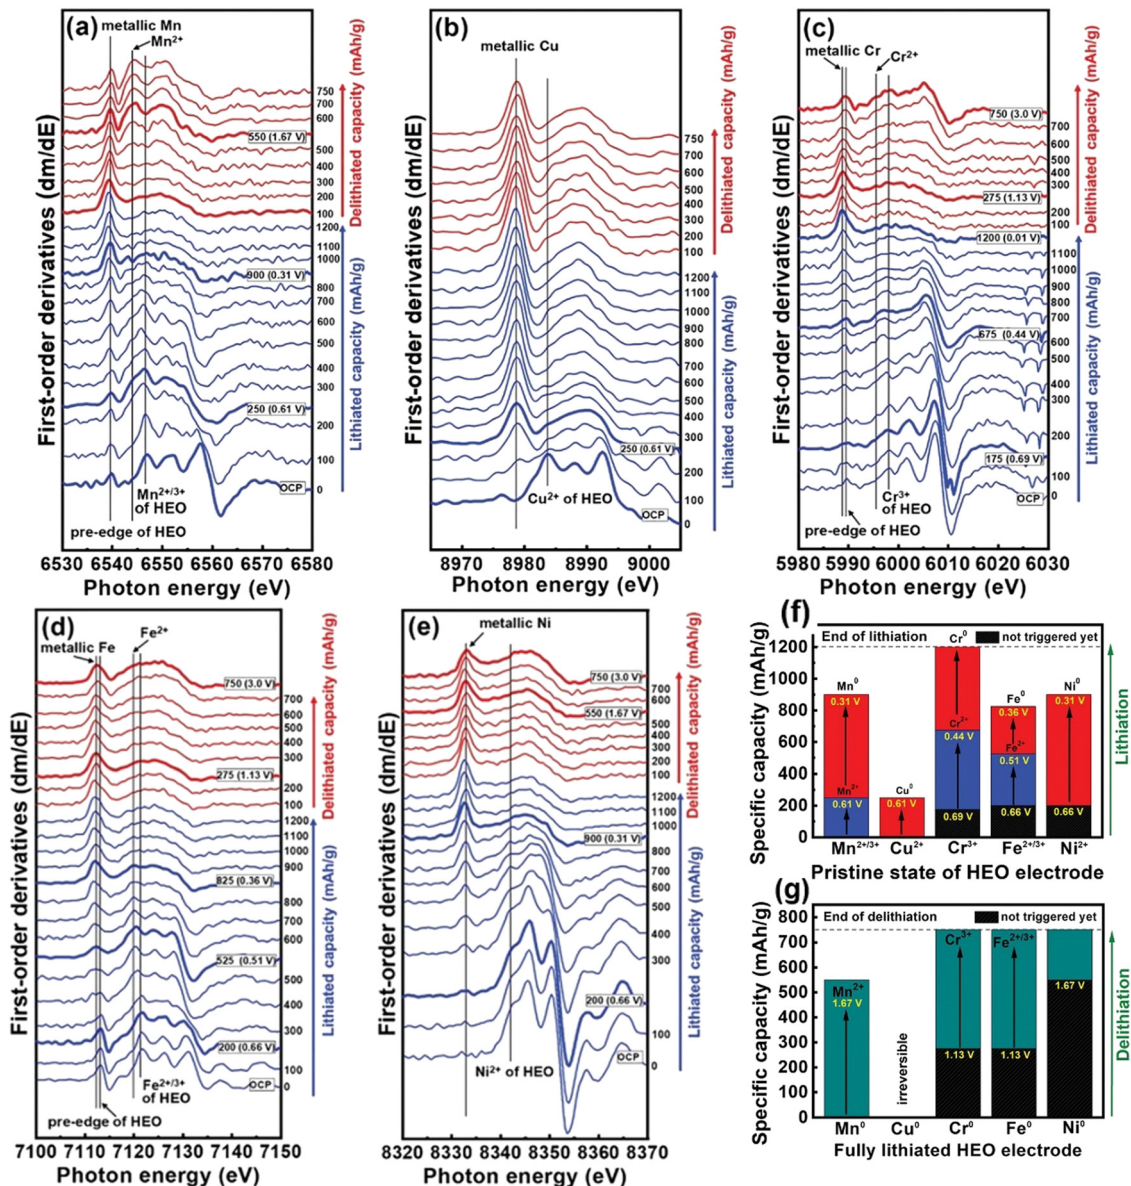 (a)
metallic Mn
Mn2+
750
700
600
550 (1.67 V)
500
400
300
200
100
1200
1100
1000
900 (0.31 V)
800
700
600
500
400
300
250 (0.61 V)
200
100
OCP
0
Mn2+/3+
of HEO
pre-edge of HEO
6530 6540 6550 6560 6570 6580
Photon energy (eV)
First-order derivatives (dm/dE)
Delithiated capacity (mAh/g)
Lithiated capacity (mAh/g)
(b)
metallic Cu
750
700
600
500
400
300
200
100
1200
1100
1000
900
800
700
600
500
400
300
250 (0.61 V)
200
100
OCP
0
Cu2+ of HEO
8970 8980 8990 9000
Photon energy (eV)
First-order derivatives (dm/dE)
Delithiated capacity (mAh/g)
Lithiated capacity (mAh/g)
(c)
metallic Cr
Cr2+
750 (3.0 V)
700
600
500
400
300
275 (1.13 V)
200
100
1200 (0.01 V)
1100
1000
900
800
700
675 (0.44 V)
500
400
300
200
175 (0.69 V)
100
OCP
0
Cr3+
of HEO
pre-edge of HEO
5980 5990 6000 6010 6020 6030
Photon energy (eV)
First-order derivatives (dm/dE)
Delithiated capacity (mAh/g)
Lithiated capacity (mAh/g)
(d)
metallic Fe
Fe2+
750 (3.0 V)
700
600
500
400
300
275 (1.13 V)
200
100
1200
1100
1000
900
825 (0.36 V)
800
700
600
525 (0.51 V)
500
400
300
200 (0.66 V)
100
OCP
0
Fe2+/3+
of HEO
pre-edge of HEO
7100 7110 7120 7130 7140 7150
Photon energy (eV)
First-order derivatives (dm/dE)
Delithiated capacity (mAh/g)
Lithiated capacity (mAh/g)
(e)
metallic Ni
750 (3.0 V)
700
600
550 (1.67 V)
500
400
300
200
100
1200
1100
1000
900 (0.31 V)
800
700
600
500
400
300
200 (0.66 V)
100
OCP
0
Ni2+ of HEO
8320 8330 8340 8350 8360 8370
Photon energy (eV)
First-order derivatives (dm/dE)
Delithiated capacity (mAh/g)
Lithiated capacity (mAh/g)
(f)
Cr0
End of lithiation
not triggered yet
1200
1000
800
600
400
200
0
Mn0
0.31 V
Mn2+
0.61 V
Cu0
0.61 V
Cr2+
0.44 V
0.69 V
Fe0
0.36 V
Fe2+
0.51 V
0.66 V
Ni0
0.31 V
0.66 V
Mn2+/3+ Cu2+ Cr3+ Fe2+/3+ Ni2+
Pristine state of HEO electrode
Specific capacity (mAh/g)
Lithiation
(g)
End of delithiation
not triggered yet
800
700
600
500
400
300
200
100
0
Mn2+
1.67 V
irreversible
Cr3+
1.13 V
Fe2+/3+
1.13 V
1.67 V
Mn0 Cu0 Cr0 Fe0 Ni0
Fully lithiated HEO electrode
Specific capacity (mAh/g)
Delithiation